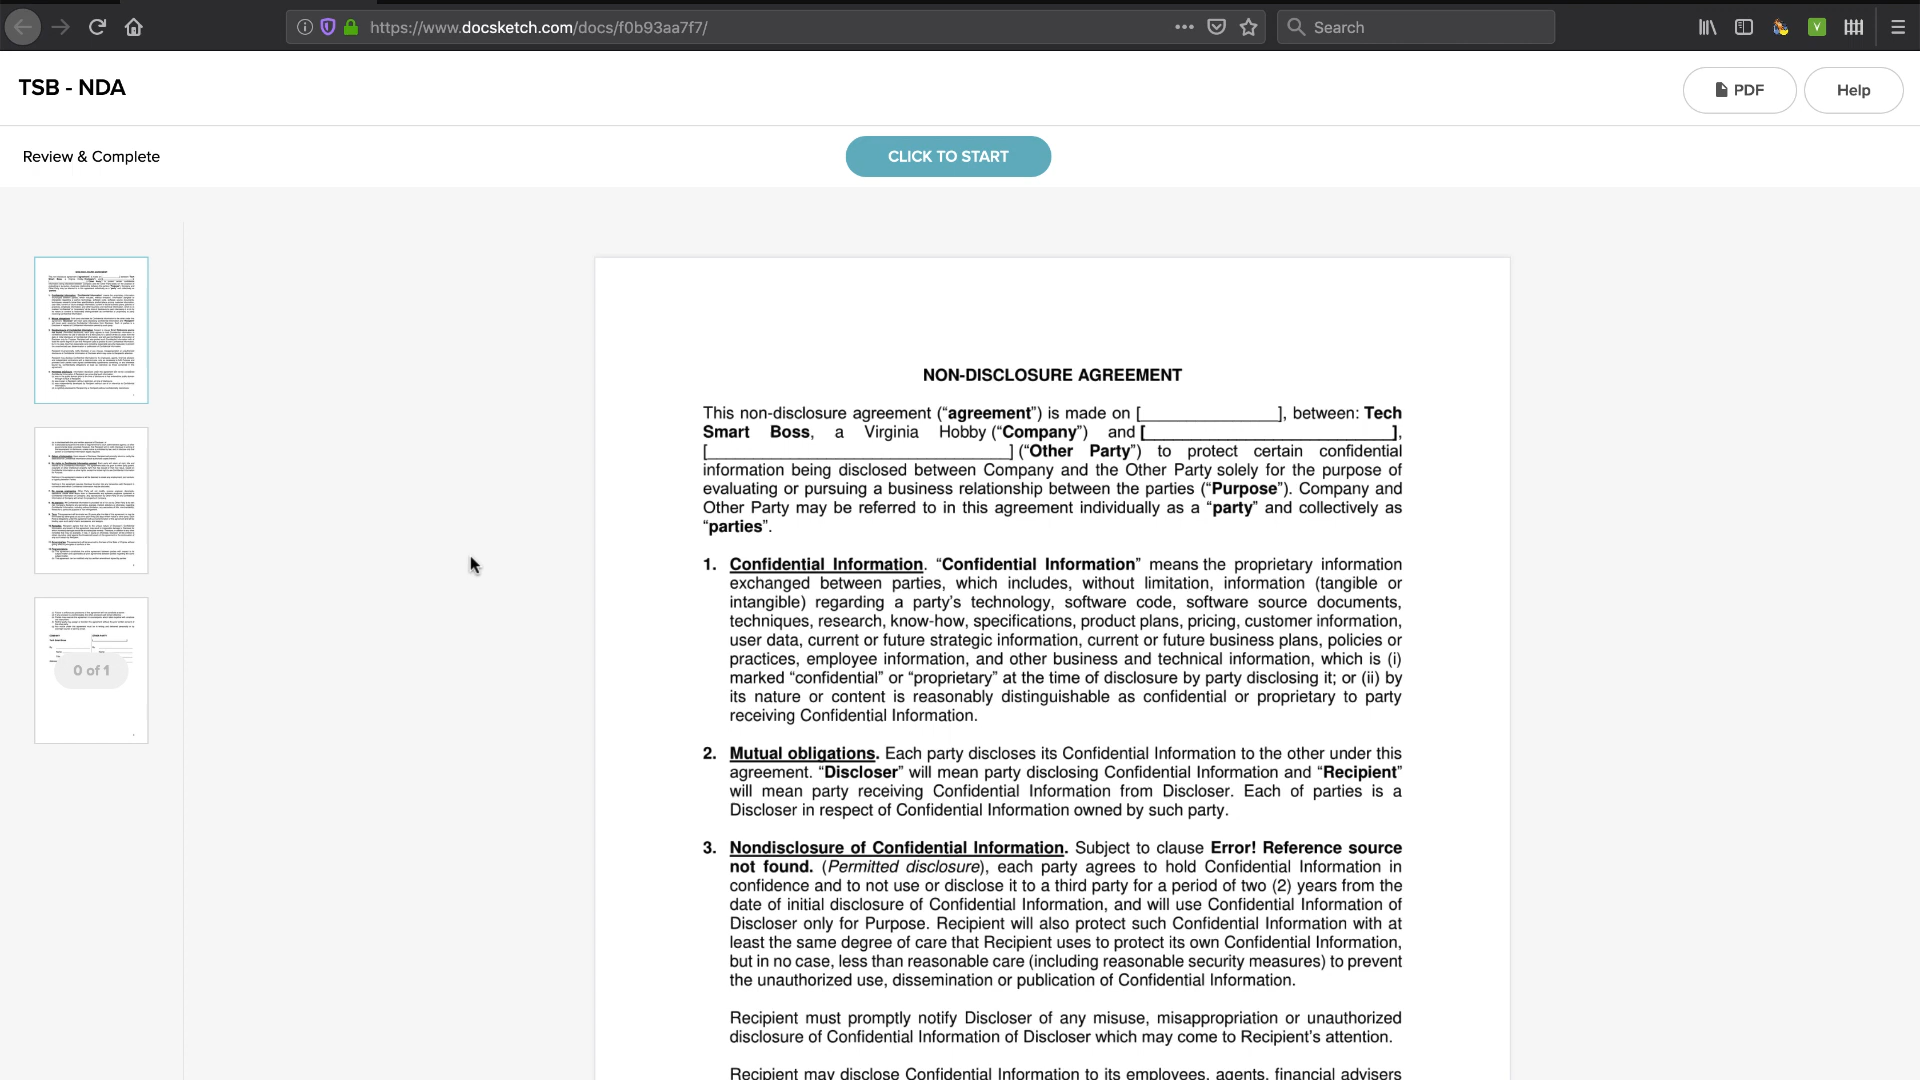 https://www.docsketch.com/docs/f0b93aa7f7/
Search
TSB - NDA
PDF
Help
Review & Complete
CLICK TO START
0 of 1
NON-DISCLOSURE AGREEMENT
This non-disclosure agreement (“agreement”) is made on [________________], between: Tech
Smart Boss, a Virginia Hobby (“Company”) and [____________________________],
[___________________________________] (“Other Party”) to protect certain confidential
information being disclosed between Company and the Other Party solely for the purpose of
evaluating or pursuing a business relationship between the parties (“Purpose”). Company and
Other Party may be referred to in this agreement individually as a “party” and collectively as
“parties”.
1. Confidential Information. “Confidential Information” means the proprietary information
exchanged between parties, which includes, without limitation, information (tangible or
intangible) regarding a party’s technology, software code, software source documents,
techniques, research, know-how, specifications, product plans, pricing, customer information,
user data, current or future strategic information, current or future business plans, policies or
practices, employee information, and other business and technical information, which is (i)
marked “confidential” or “proprietary” at the time of disclosure by party disclosing it; or (ii) by
its nature or content is reasonably distinguishable as confidential or proprietary to party
receiving Confidential Information.
2. Mutual obligations. Each party discloses its Confidential Information to the other under this
agreement. “Discloser” will mean party disclosing Confidential Information and “Recipient”
will mean party receiving Confidential Information from Discloser. Each of parties is a
Discloser in respect of Confidential Information owned by such party.
3. Nondisclosure of Confidential Information. Subject to clause Error! Reference source
not found. (Permitted disclosure), each party agrees to hold Confidential Information in
confidence and to not use or disclose it to a third party for a period of two (2) years from the
date of initial disclosure of Confidential Information, and will use Confidential Information of
Discloser only for Purpose. Recipient will also protect such Confidential Information with at
least the same degree of care that Recipient uses to protect its own Confidential Information,
but in no case, less than reasonable care (including reasonable security measures) to prevent
the unauthorized use, dissemination or publication of Confidential Information.
Recipient must promptly notify Discloser of any misuse, misappropriation or unauthorized
disclosure of Confidential Information of Discloser which may come to Recipient’s attention.
Recipient may disclose Confidential Information to its employees, agents, financial advisers